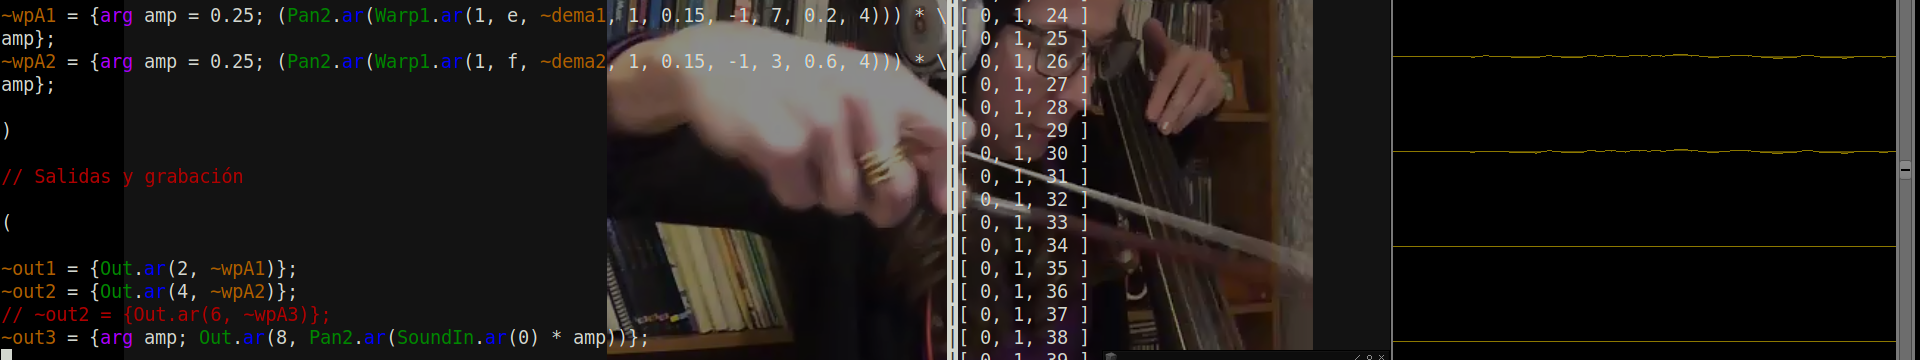 ~wpA1 = {arg amp = 0.25; (Pan2.ar(Warp1.ar(1, e, ~dema1, 1, 0.15, -1, 7, 0.2, 4))) * \
amp};
~wpA2 = {arg amp = 0.25; (Pan2.ar(Warp1.ar(1, f, ~dema2, 1, 0.15, -1, 3, 0.6, 4))) * \
amp};
)
// Salidas y grabación
(
~out1 = {Out.ar(2, ~wpA1)};
~out2 = {Out.ar(4, ~wpA2)};
// ~out2 = {Out.ar(6, ~wpA3)};
~out3 = {arg amp; Out.ar(8, Pan2.ar(SoundIn.ar(0) * amp))};
[ 0, 1, 24 ]
[ 0, 1, 25 ]
[ 0, 1, 26 ]
[ 0, 1, 27 ]
[ 0, 1, 28 ]
[ 0, 1, 29 ]
[ 0, 1, 30 ]
[ 0, 1, 31 ]
[ 0, 1, 32 ]
[ 0, 1, 33 ]
[ 0, 1, 34 ]
[ 0, 1, 35 ]
[ 0, 1, 36 ]
[ 0, 1, 37 ]
[ 0, 1, 38 ]
[ 0, 1, 39 ]